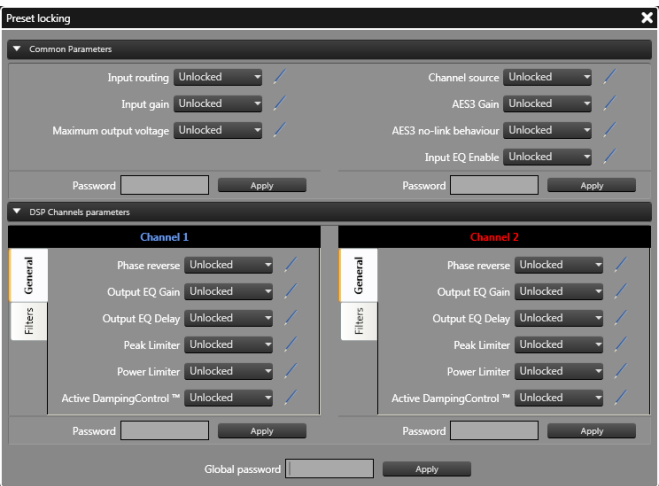 Preset locking
Common Parameters
Input routing Unlocked Channel source Unlocked
Input gain Unlocked AES3 Gain Unlocked
Maximum output voltage Unlocked AES3 no-link behaviour Unlocked
Input EQ Enable Unlocked
Password Apply Password Apply
DSP Channels parameters
Channel 1 Channel 2
General Phase reverse Unlocked General Phase reverse Unlocked
Output EQ Gain Unlocked Output EQ Gain Unlocked
Filters Output EQ Delay Unlocked Filters Output EQ Delay Unlocked
Peak Limiter Unlocked Peak Limiter Unlocked
Power Limiter Unlocked Power Limiter Unlocked
Active DampingControl ™ Unlocked Active DampingControl ™ Unlocked
Password Apply Password Apply
Global password Apply